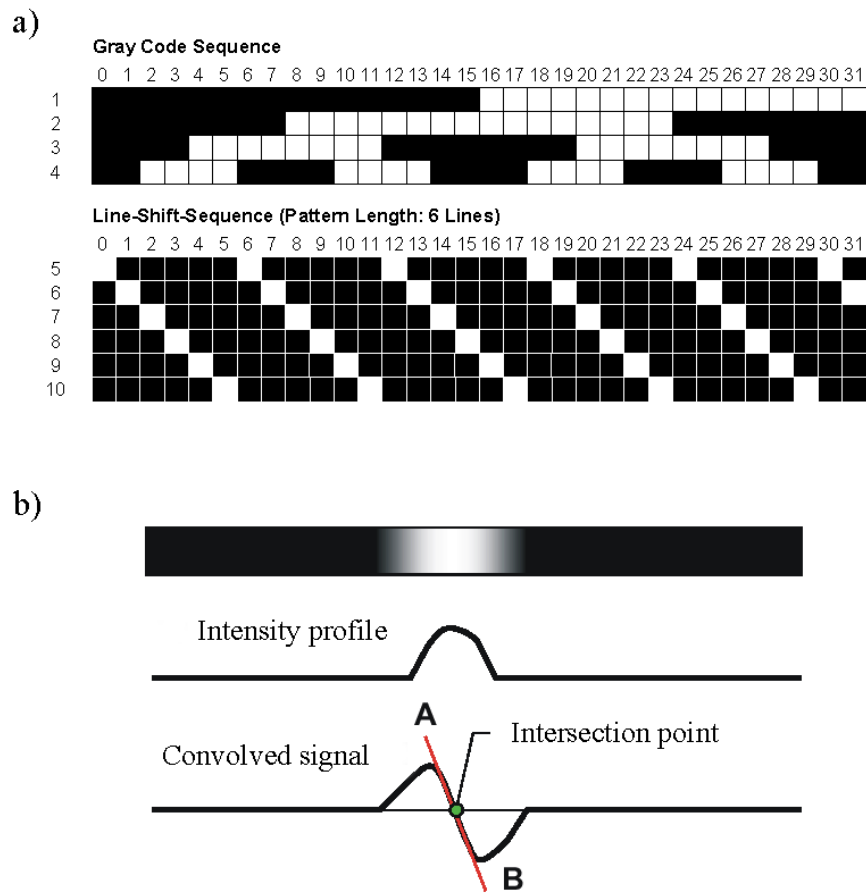 a)
Gray Code Sequence
0 1 2 3 4 5 6 7 8 9 10 11 12 13 14 15 16 17 18 19 20 21 22 23 24 25 26 27 28 29 30 31
1
2
3
4
Line-Shift-Sequence (Pattern Length: 6 Lines)
0 1 2 3 4 5 6 7 8 9 10 11 12 13 14 15 16 17 18 19 20 21 22 23 24 25 26 27 28 29 30 31
5
6
7
8
9
10
b)
Intensity profile
A
Intersection point
Convolved signal
B